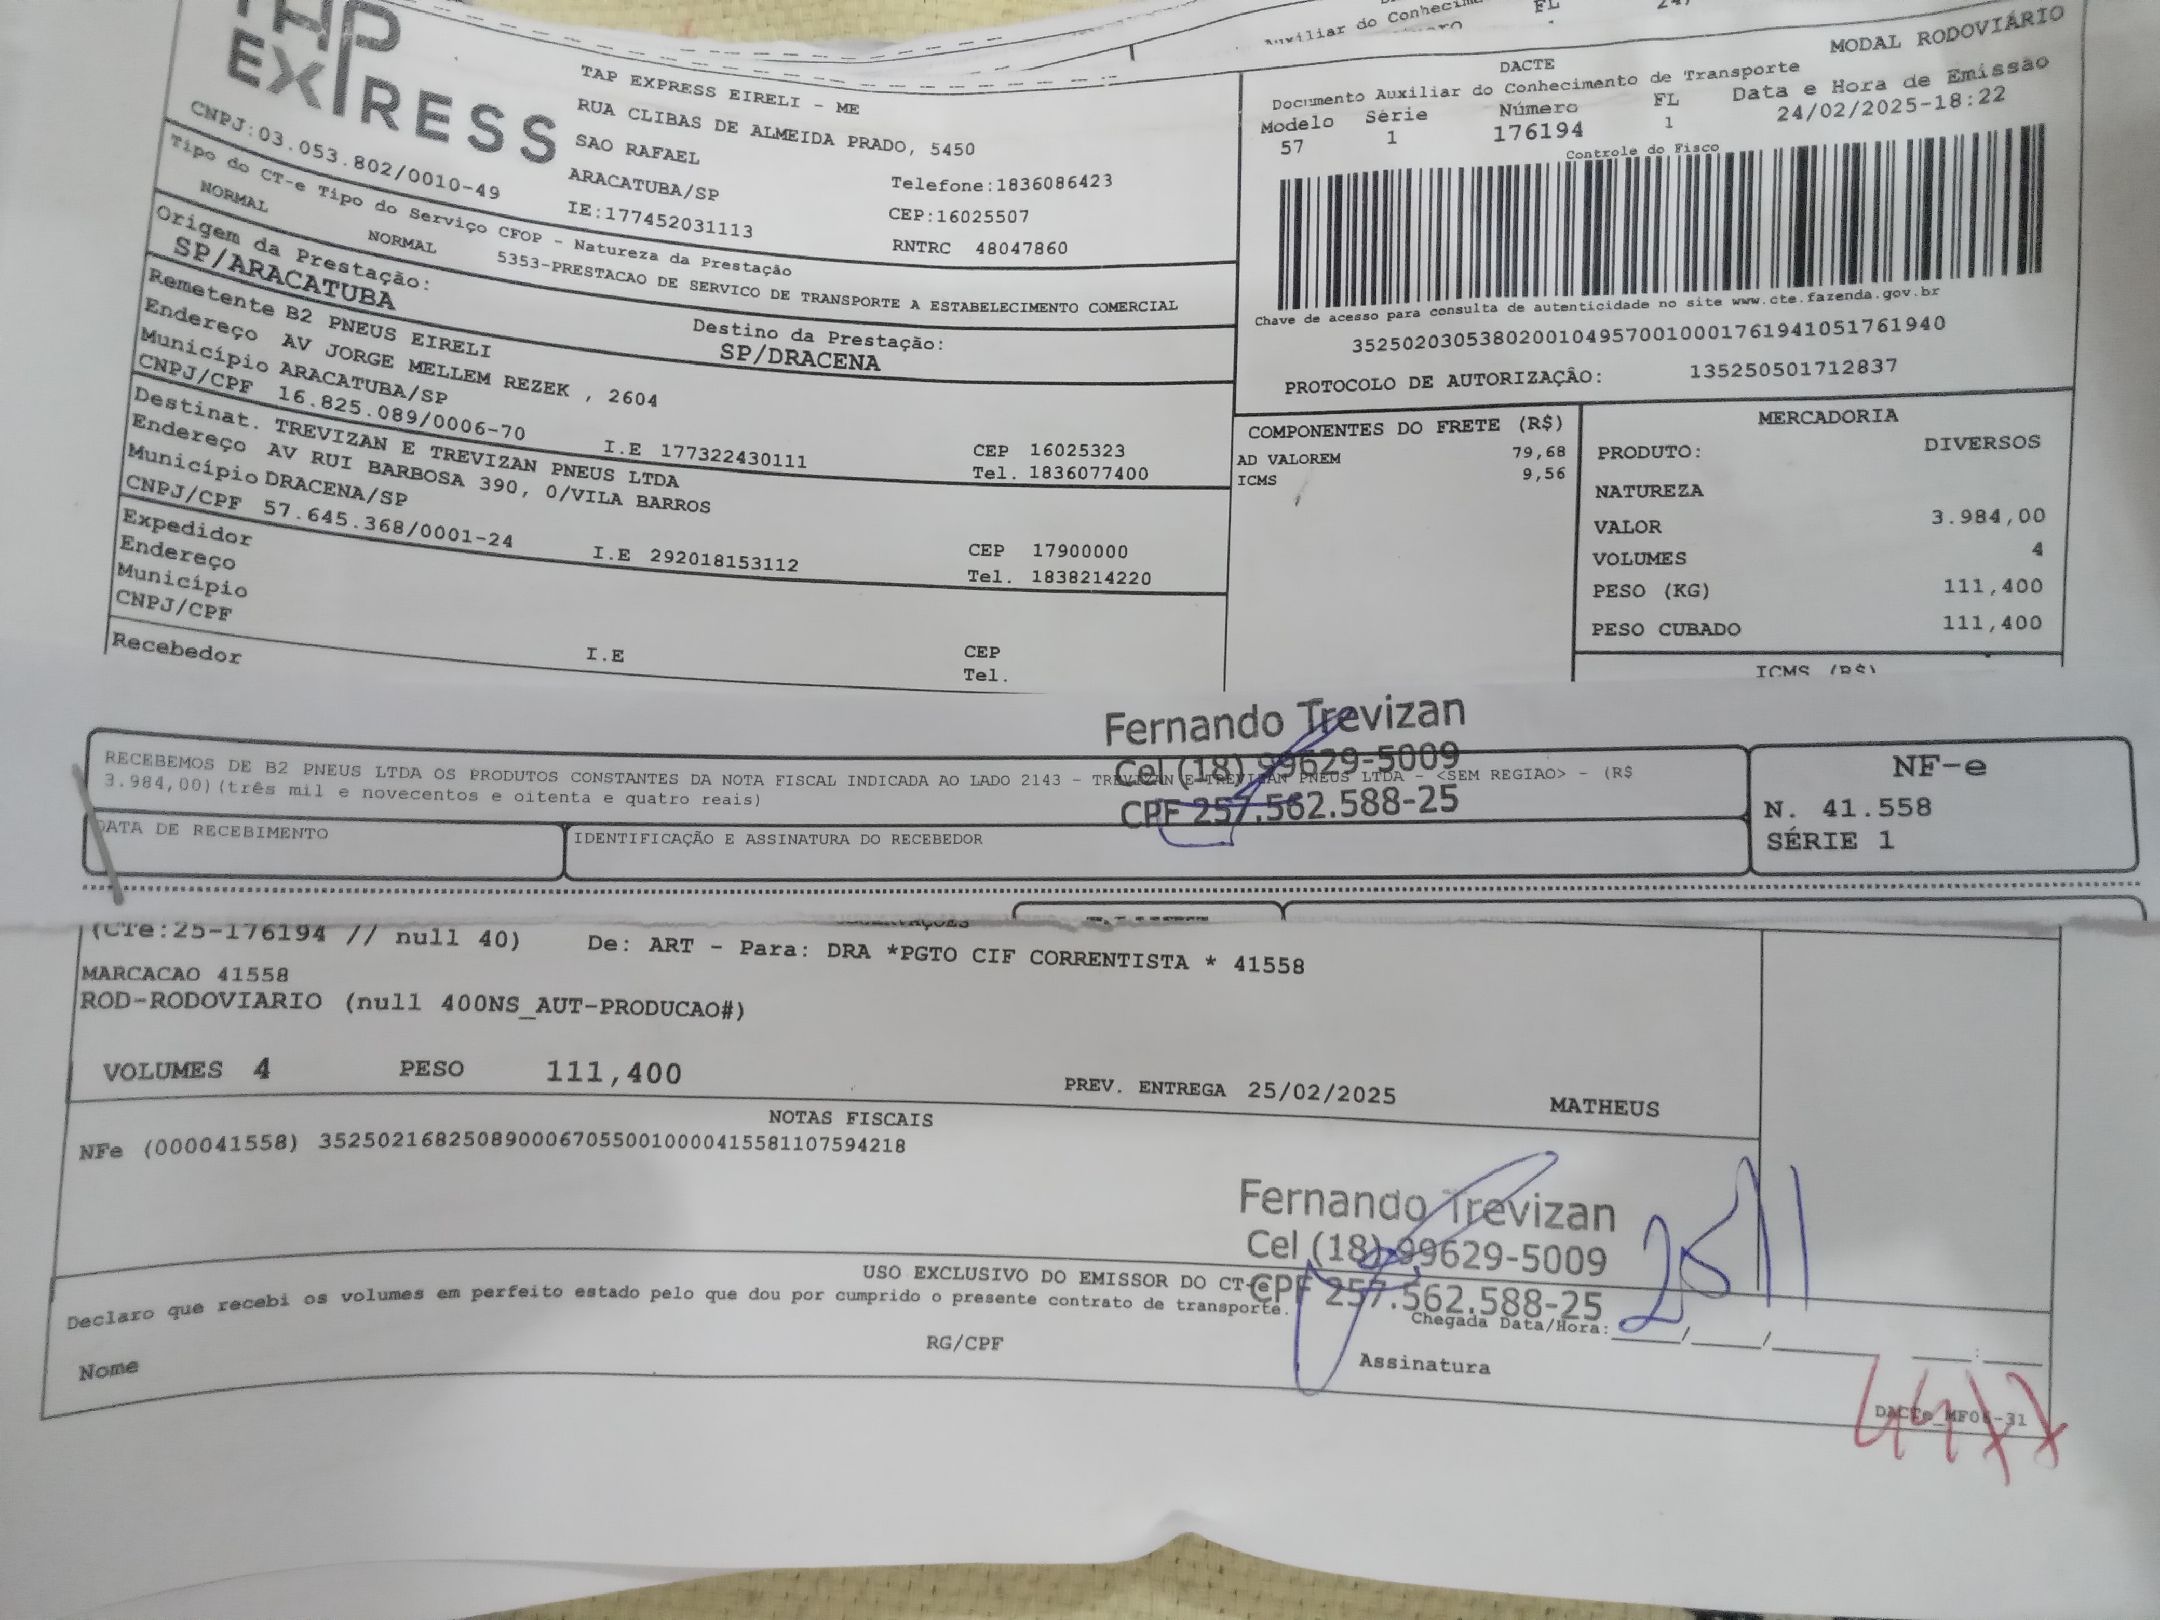 EXPRESS
CNPJ:03.053.802/0010-49
TAP EXPRESS EIRELI - ME
RUA CLIBAS DE ALMEIDA PRADO, 5450
SAO RAFAEL
ARACATUBA/SP
IE:177452031113
Telefone:1836086423
CEP:16025507
RNTRC 48047860
Auxiliar do
FL
DACTE
MODAL RODOVIÁRIO
Documento Auxiliar do Conhecimento de Transporte
Modelo Série Número FL Data e Hora de Emissão
57 1 176194 1 24/02/2025-18:22
Controle do Fisco
Chave de acesso para consulta de autenticidade no site www.cte.fazenda.gov.br
35250203053802001049570010001761941051761940
PROTOCOLO DE AUTORIZAÇÃO: 135250501712837
Tipo do CT-e Tipo do Serviço CFOP - Natureza da Prestação
NORMAL NORMAL 5353-PRESTACAO DE SERVICO DE TRANSPORTE A ESTABELECIMENTO COMERCIAL
Origem da Prestação: Destino da Prestação:
SP/ARACATUBA SP/DRACENA
Remetente B2 PNEUS EIRELI
Endereço AV JORGE MELLEM REZEK , 2604
Município ARACATUBA/SP CEP 16025323
CNPJ/CPF 16.825.089/0006-70 I.E 177322430111 Tel. 1836077400
Destinat. TREVIZAN E TREVIZAN PNEUS LTDA
Endereço AV RUI BARBOSA 390, 0/VILA BARROS
Município DRACENA/SP CEP 17900000
CNPJ/CPF 57.645.368/0001-24 I.E 292018153112 Tel. 1838214220
Expedidor
Endereço
Município CEP
CNPJ/CPF I.E Tel.
Recebedor
COMPONENTES DO FRETE (R$)
AD VALOREM 79,68
ICMS 9,56
MERCADORIA
PRODUTO: DIVERSOS
NATUREZA
VALOR 3.984,00
VOLUMES 4
PESO (KG) 111,400
PESO CUBADO 111,400
ICMS (R$)
Fernando Trevizan
Cel (18) 99629-5009
CPF 257.562.588-25
RECEBEMOS DE B2 PNEUS LTDA OS PRODUTOS CONSTANTES DA NOTA FISCAL INDICADA AO LADO 2143 - TREVIZAN E TREVIZAN PNEUS LTDA - <SEM REGIAO> - (R$
3.984,00)(três mil e novecentos e oitenta e quatro reais)
DATA DE RECEBIMENTO IDENTIFICAÇÃO E ASSINATURA DO RECEBEDOR
NF-e
N. 41.558
SÉRIE 1
(CTe:25-176194 // null 40) De: ART - Para: DRA *PGTO CIF CORRENTISTA * 41558
MARCACAO 41558
ROD-RODOVIARIO (null 400NS_AUT-PRODUCAO#)
VOLUMES 4 PESO 111,400 PREV. ENTREGA 25/02/2025 MATHEUS
NOTAS FISCAIS
NFe (000041558) 35250216825089000670550010000415581107594218
Fernando Trevizan
Cel (18) 99629-5009
CPF 257.562.588-25
USO EXCLUSIVO DO EMISSOR DO CT-e
Declaro que recebi os volumes em perfeito estado pelo que dou por cumprido o presente contrato de transporte.
Chegada Data/Hora: ____/____/______ ____:____
Nome RG/CPF Assinatura